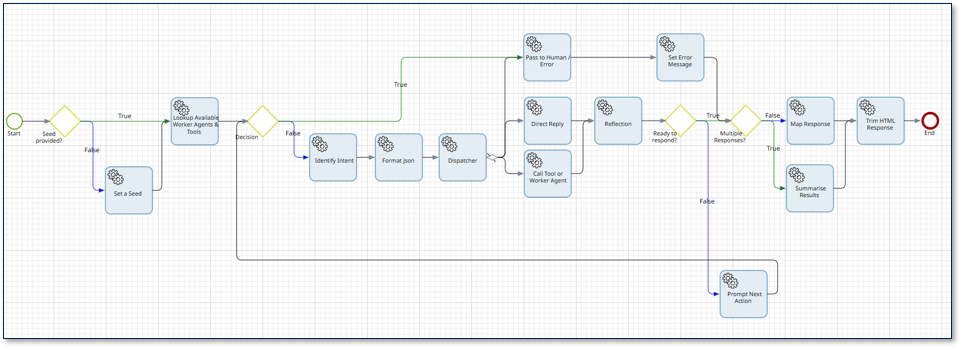 Start
Seed
provided?
True
False
Set a Seed
Lookup Available
Worker Agents &
Tools
Decision
True
False
Identify Intent
Format Json
Dispatcher
Pass to Human /
Error
Direct Reply
Call Tool or
Worker Agent
Reflection
Set Error
Message
Ready to
respond?
True
False
Prompt Next
Action
Multiple
Responses?
False
True
Map Response
Summarise
Results
Trim HTML
Response
End